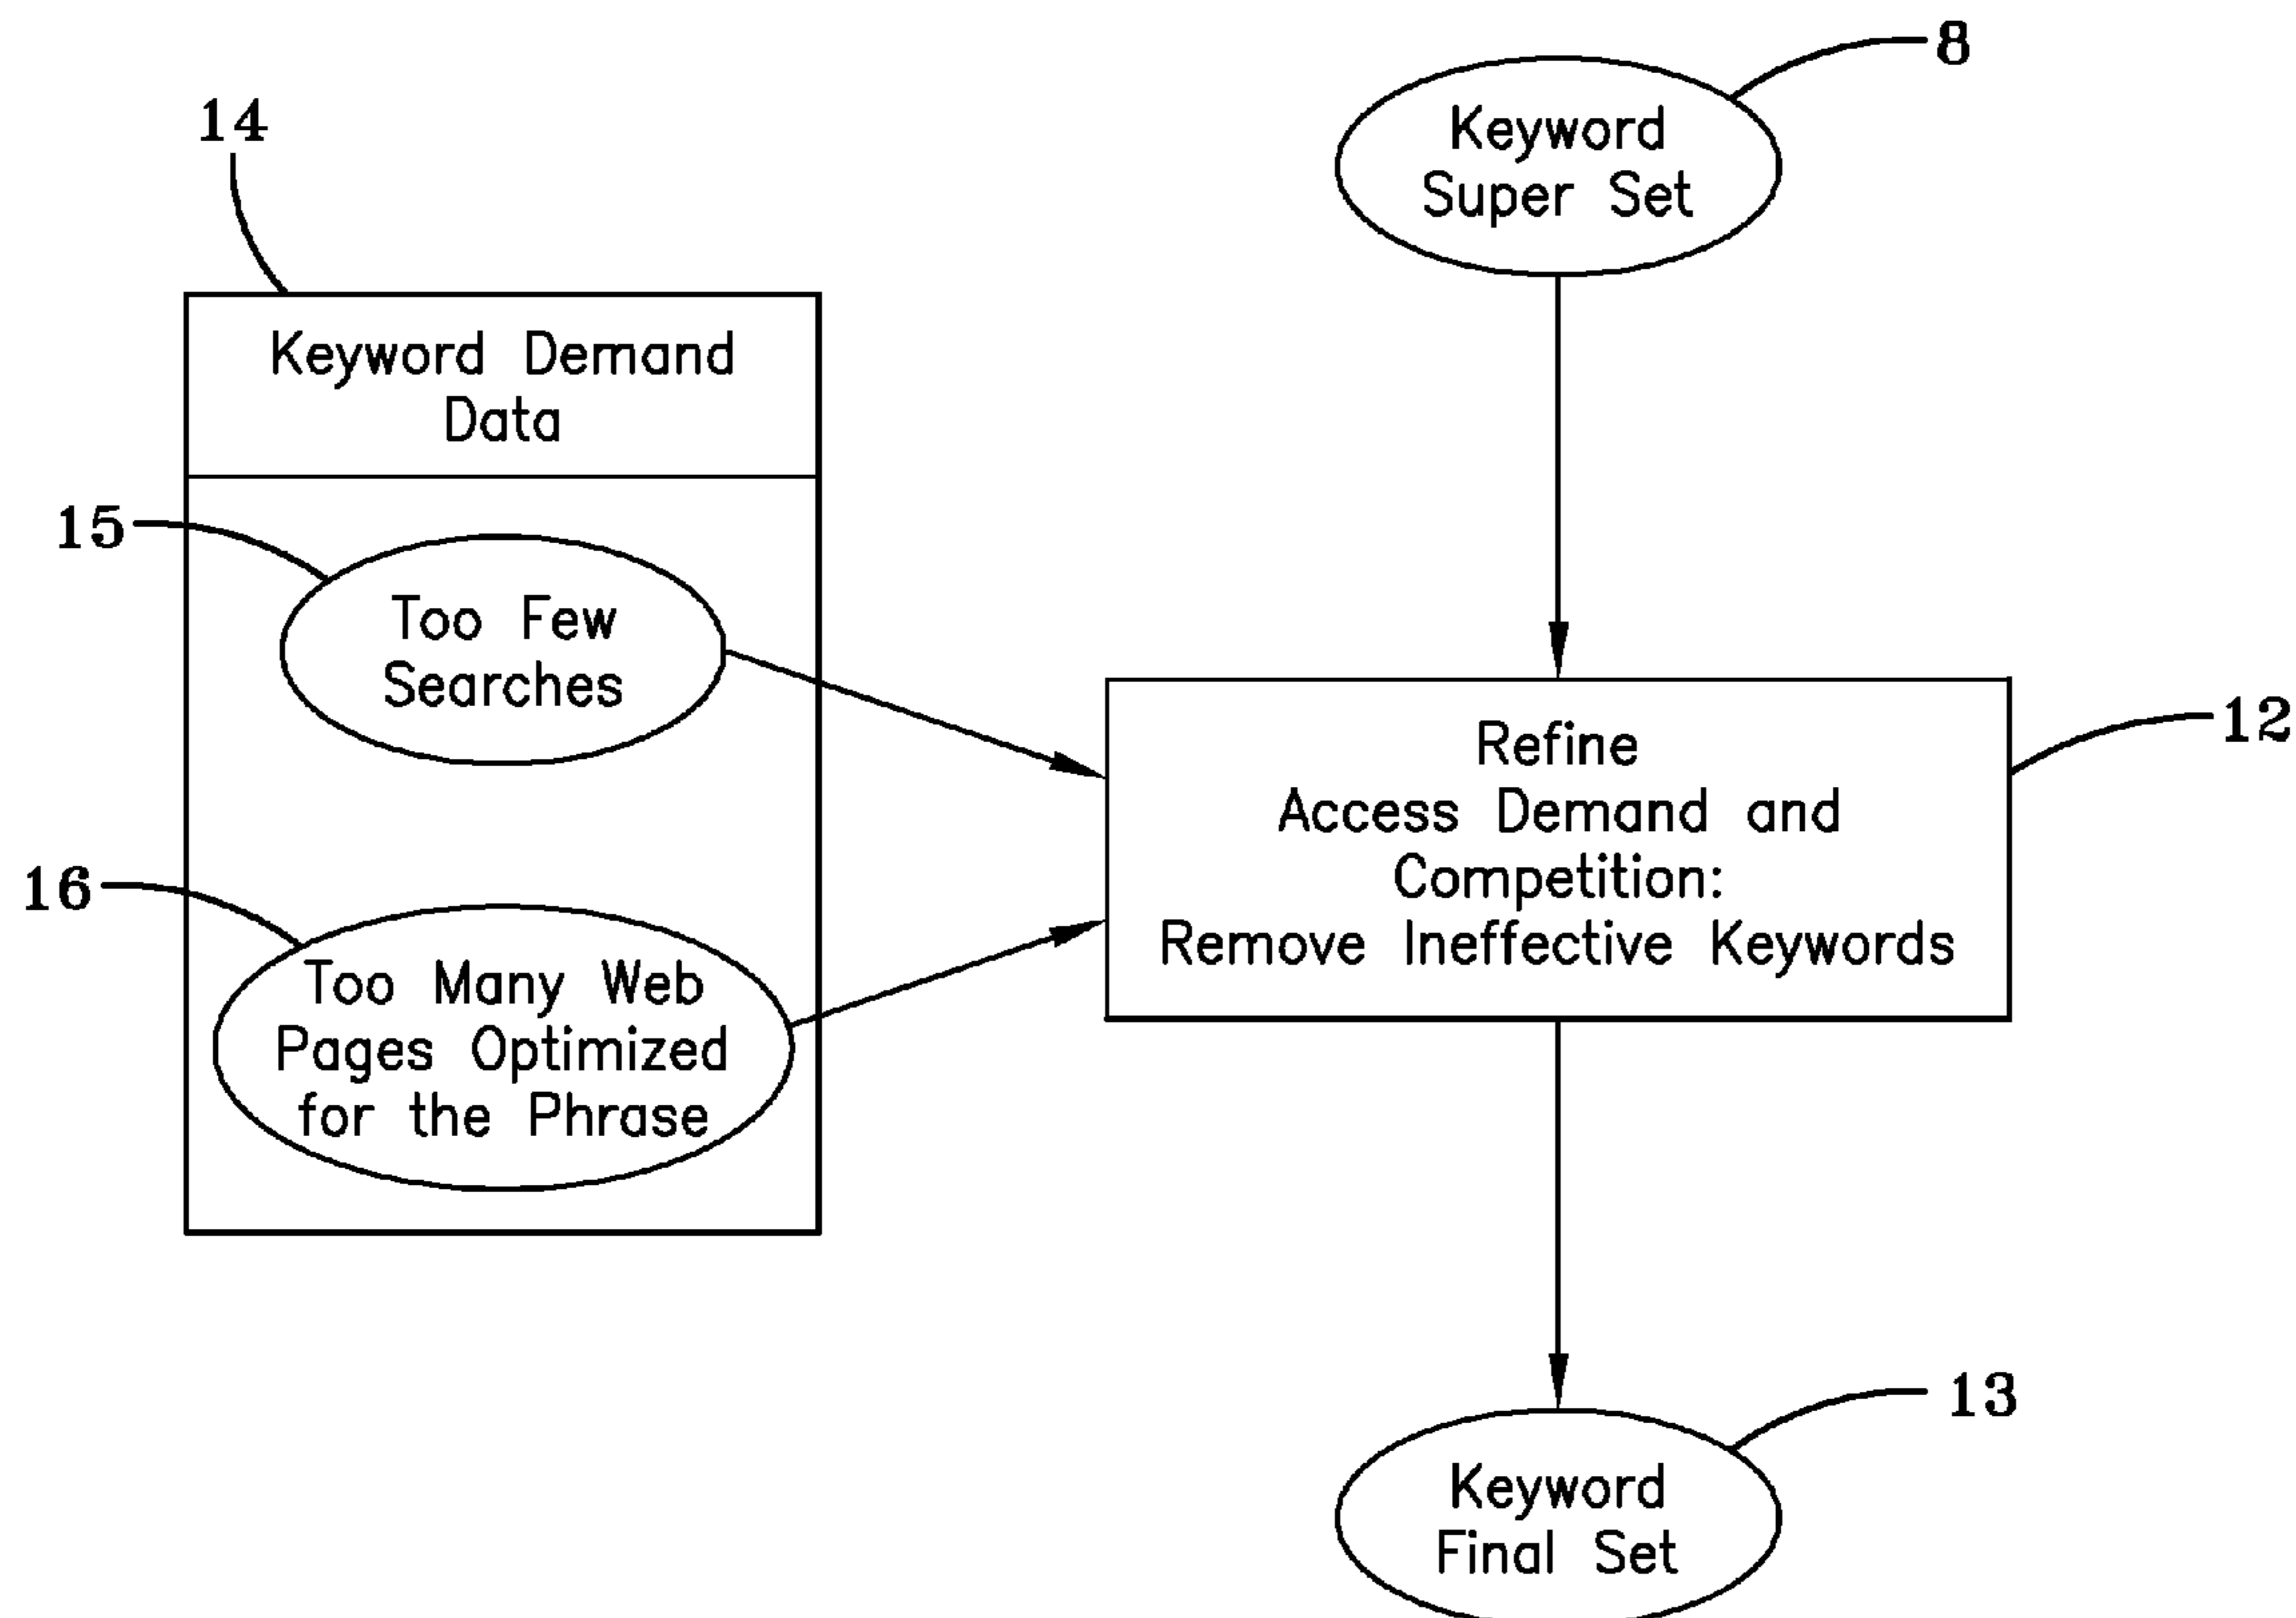 8
Keyword
Super Set
14
Keyword Demand
Data
15
Too Few
Searches
12
Refine
Access Demand and
Competition:
Remove Ineffective Keywords
16
Too Many Web
Pages Optimized
for the Phrase
13
Keyword
Final Set